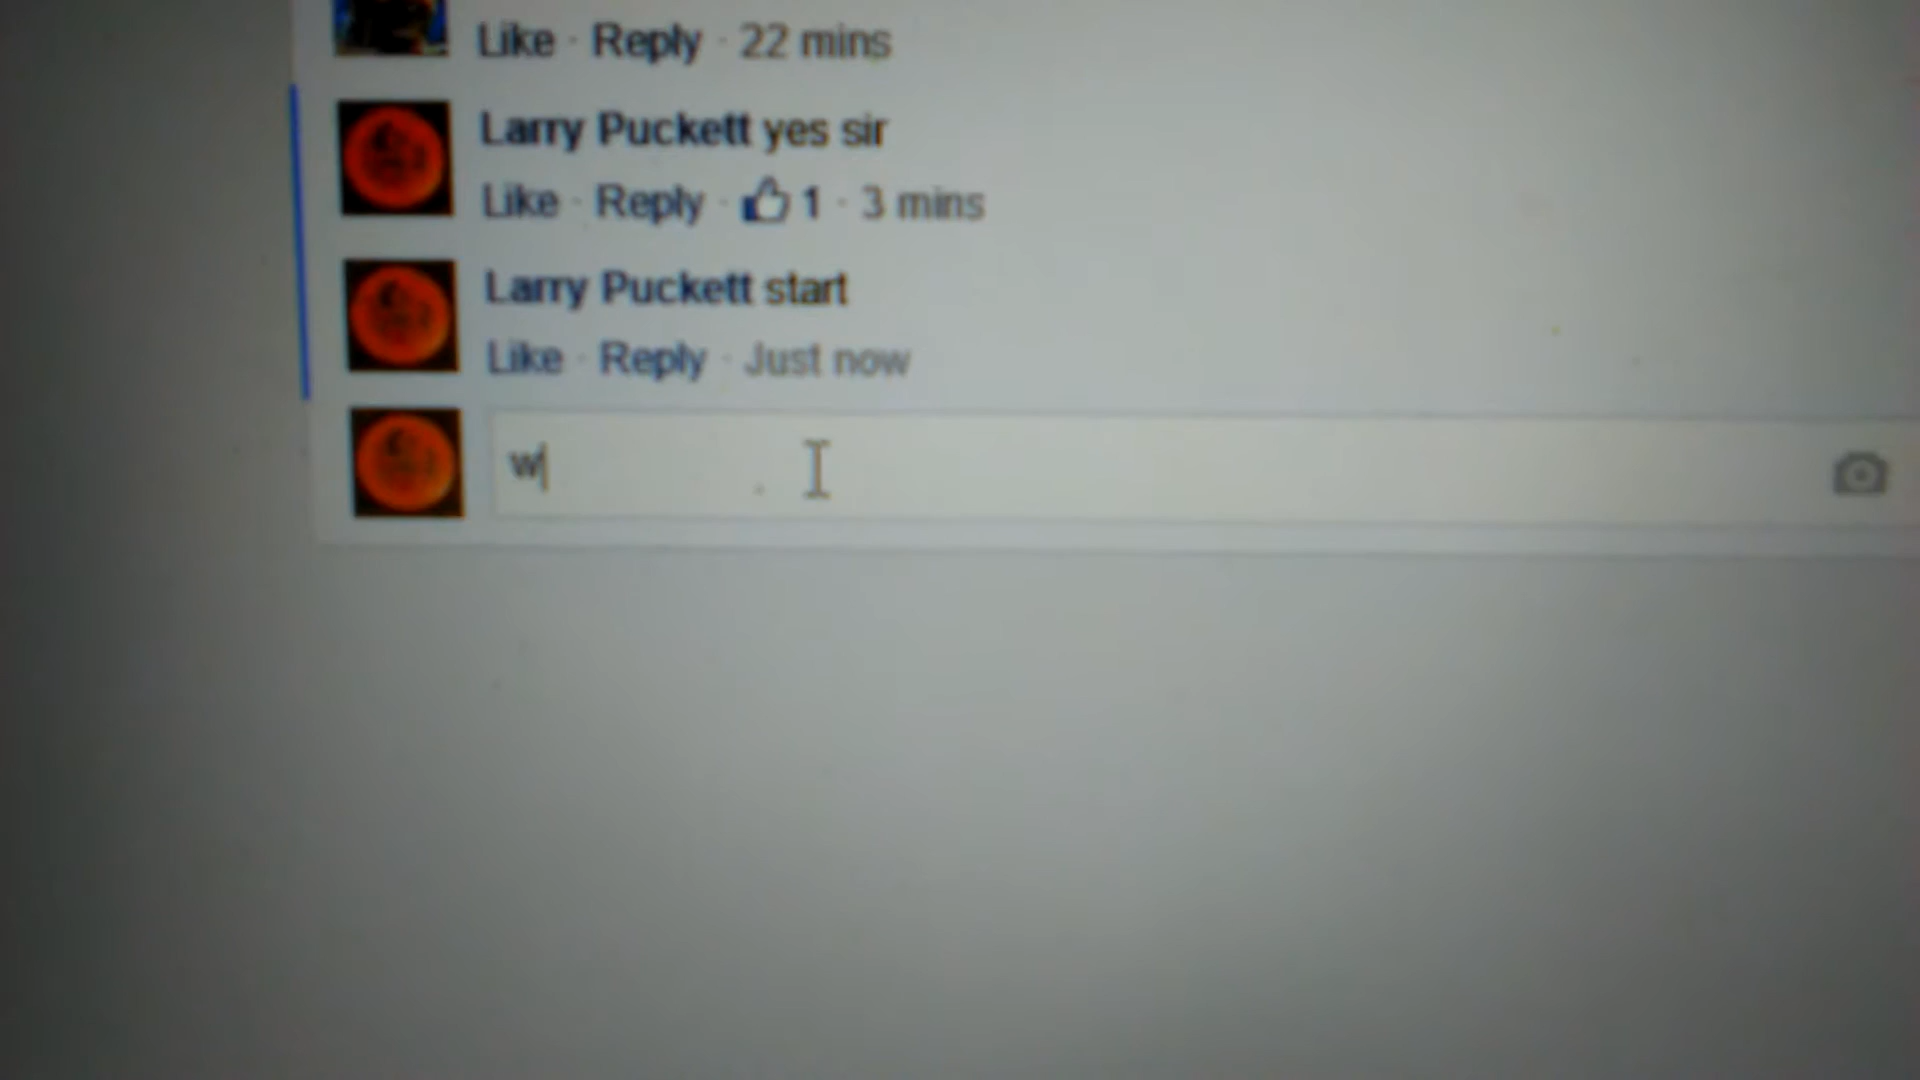 Like · Reply · 22 mins
Larry Puckett yes sir
Like · Reply · 1 · 3 mins
Larry Puckett start
Like · Reply · Just now
w